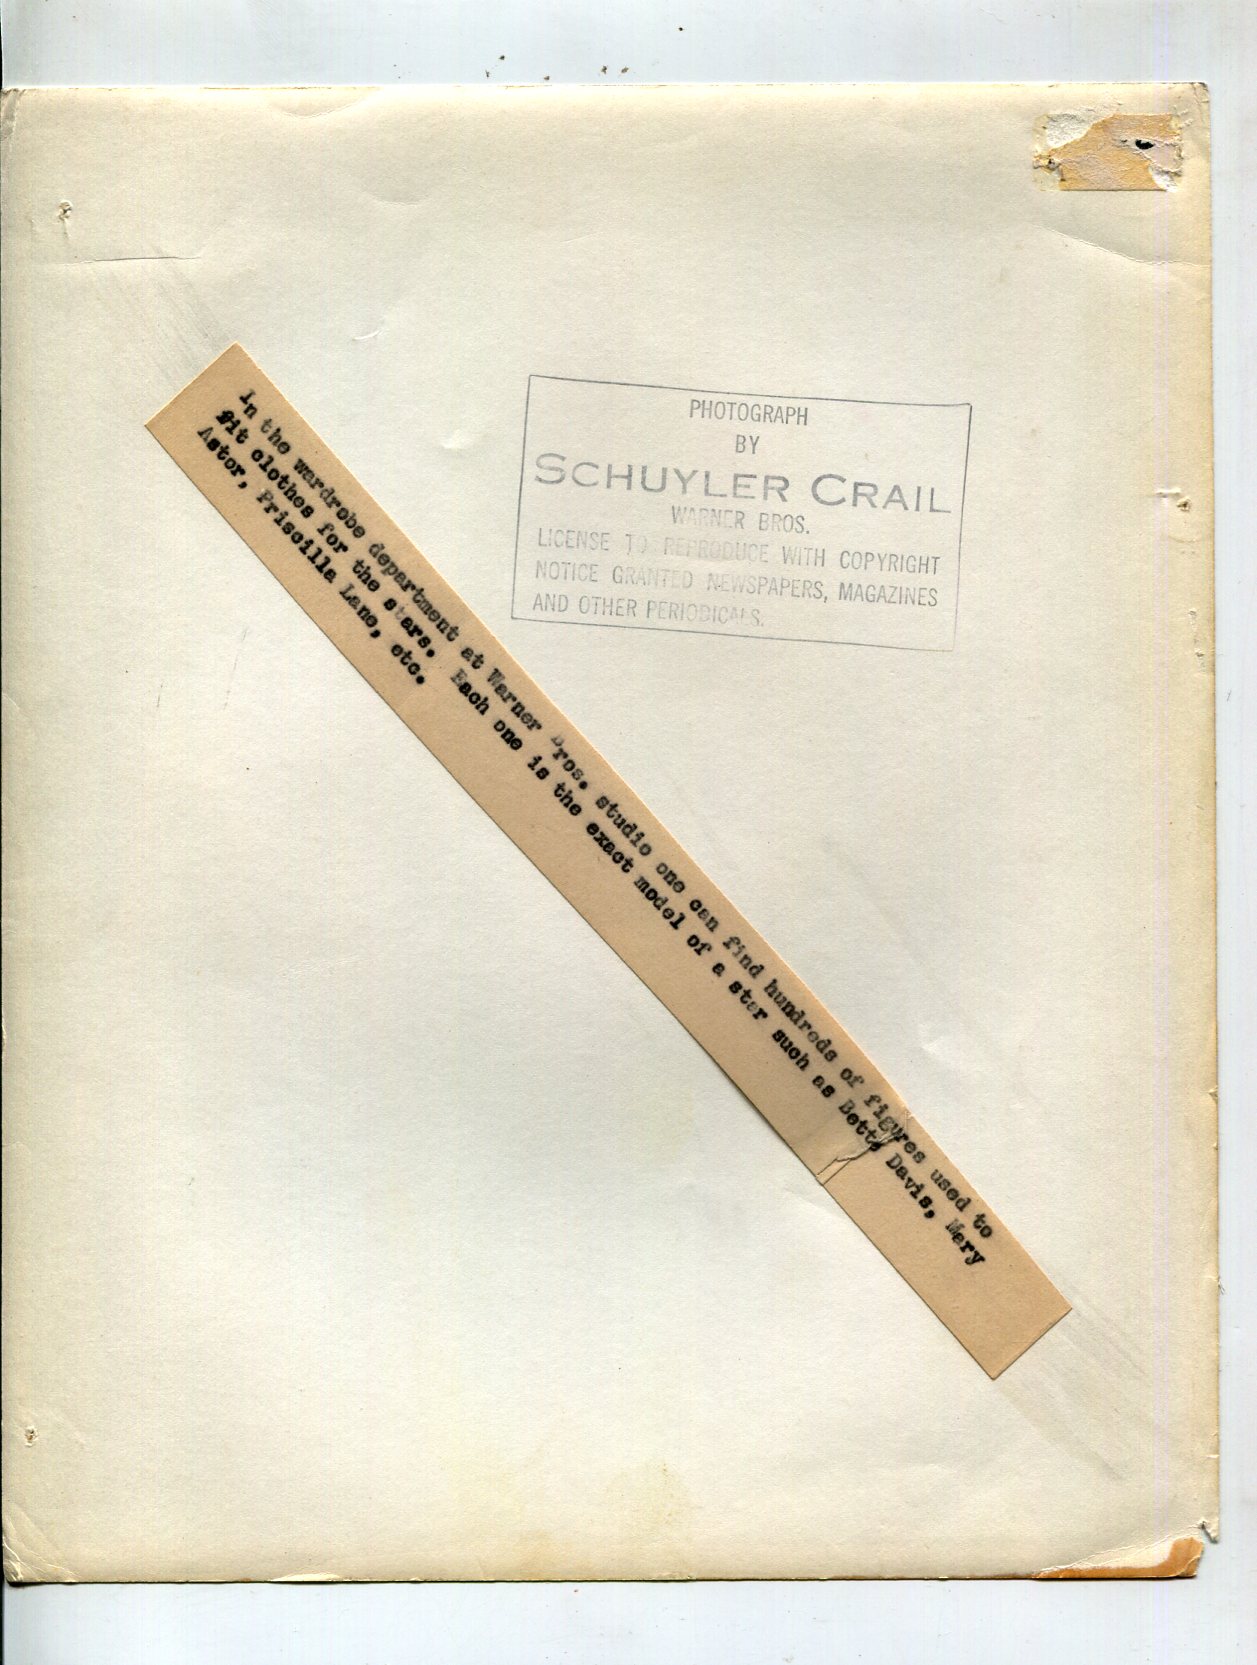 PHOTOGRAPH
BY
SCHUYLER CRAIL
WARNER BROS.
LICENSE TO REPRODUCE WITH COPYRIGHT
NOTICE GRANTED NEWSPAPERS, MAGAZINES
AND OTHER PERIODICALS.
In the wardrobe department at Warner Bros. studio one can find hundreds of figures used to
fit clothes for the stars. Each one is the exact model of a star such as Bette Davis, Mary
Astor, Priscilla Lane, etc.